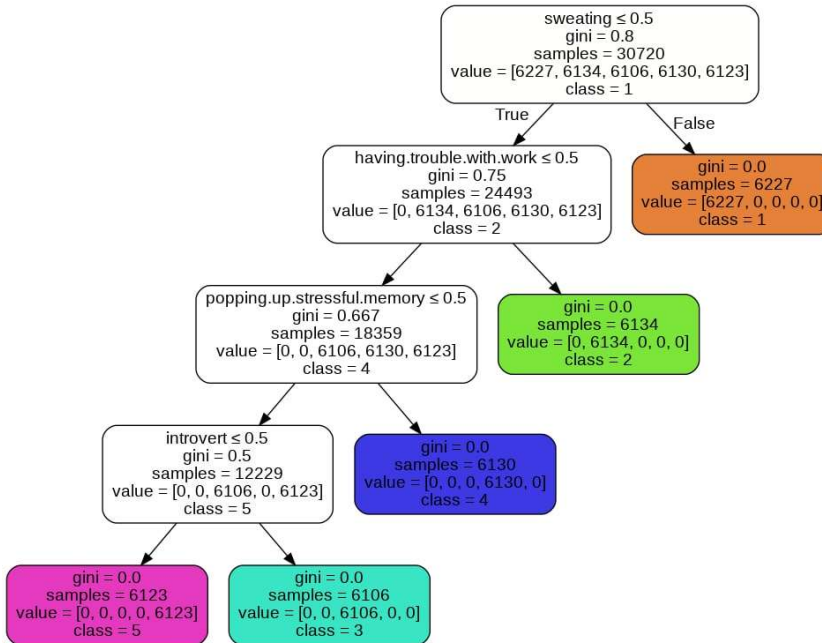 sweating ≤ 0.5
gini = 0.8
samples = 30720
value = [6227, 6134, 6106, 6130, 6123]
class = 1
True
False
having.trouble.with.work ≤ 0.5
gini = 0.75
samples = 24493
value = [0, 6134, 6106, 6130, 6123]
class = 2
gini = 0.0
samples = 6227
value = [6227, 0, 0, 0, 0]
class = 1
popping.up.stressful.memory ≤ 0.5
gini = 0.667
samples = 18359
value = [0, 0, 6106, 6130, 6123]
class = 4
gini = 0.0
samples = 6134
value = [0, 6134, 0, 0, 0]
class = 2
introvert ≤ 0.5
gini = 0.5
samples = 12229
value = [0, 0, 6106, 0, 6123]
class = 5
gini = 0.0
samples = 6130
value = [0, 0, 0, 6130, 0]
class = 4
gini = 0.0
samples = 6123
value = [0, 0, 0, 0, 6123]
class = 5
gini = 0.0
samples = 6106
value = [0, 0, 6106, 0, 0]
class = 3